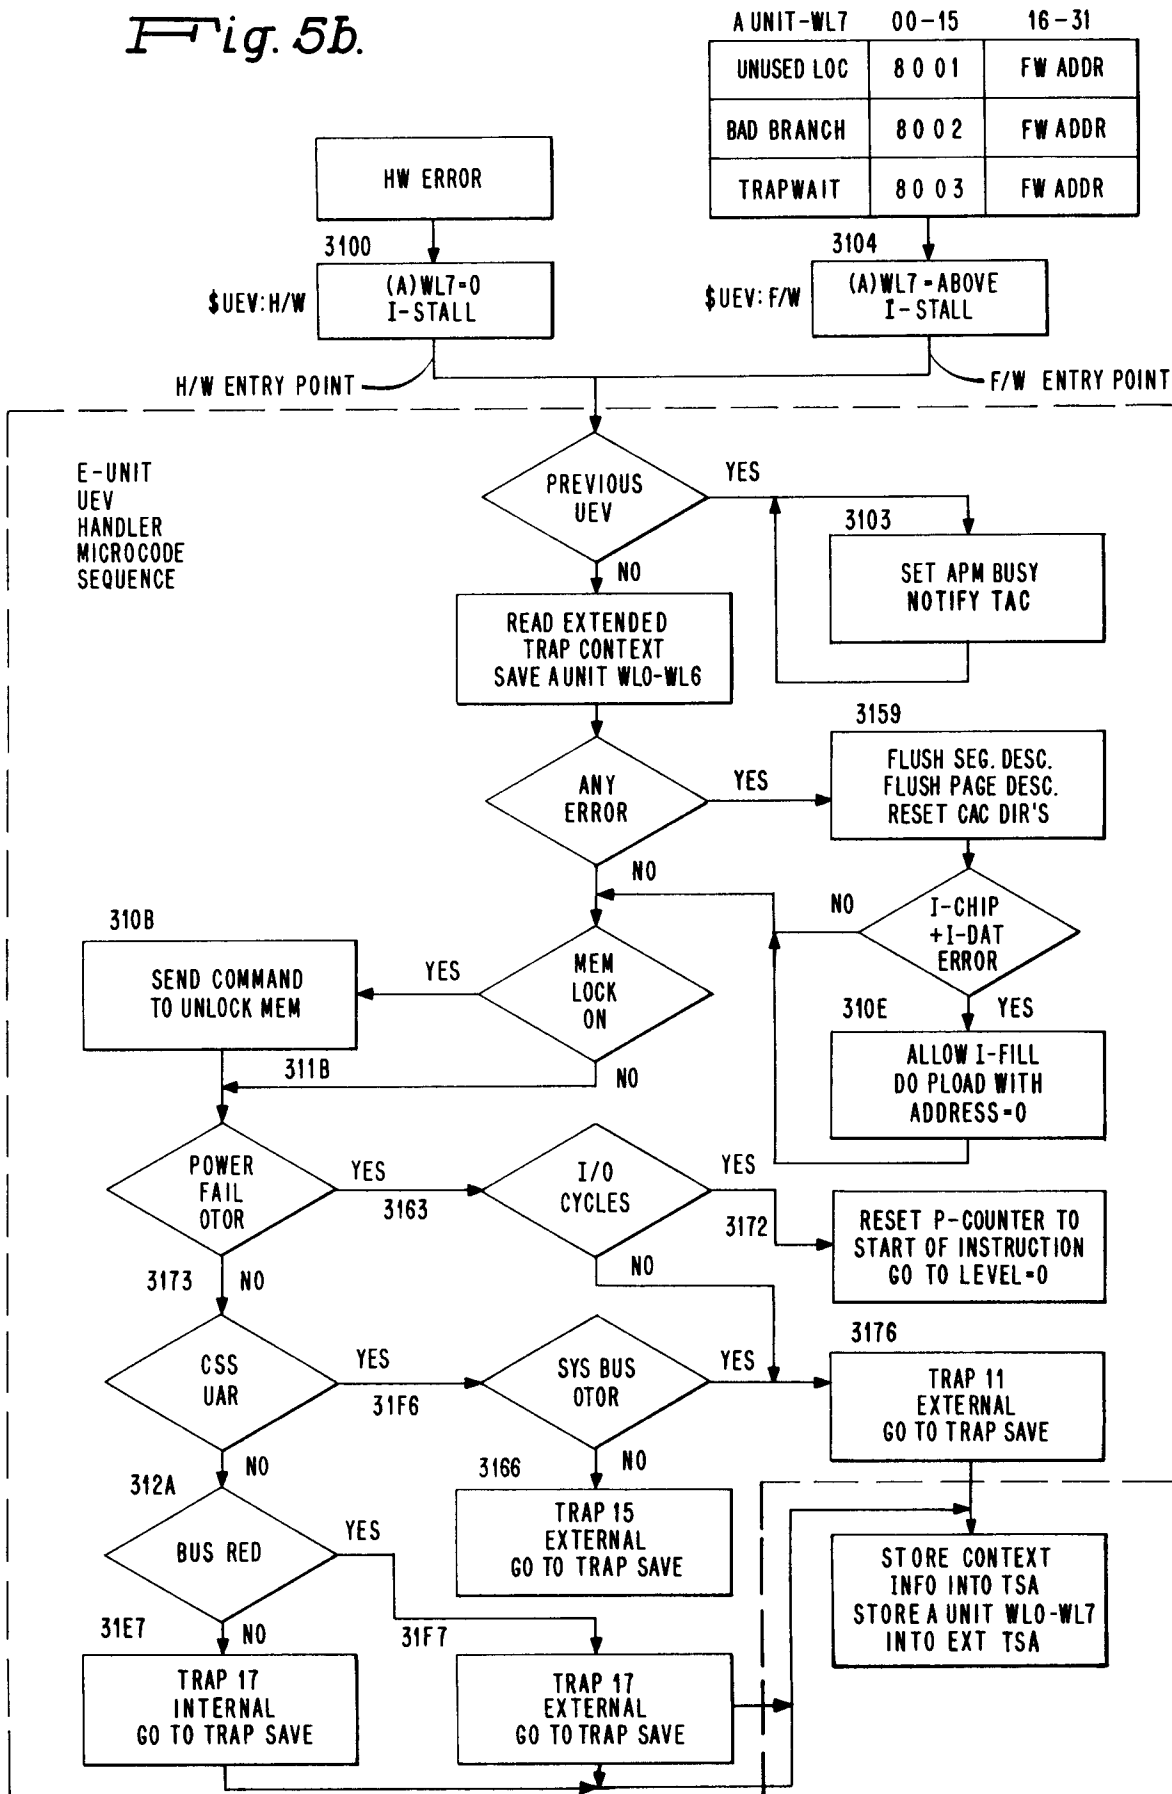 Fig. 5b.
A UNIT-WL7 00-15 16-31
UNUSED LOC 8001 FW ADDR
BAD BRANCH 8002 FW ADDR
TRAPWAIT 8003 FW ADDR
HW ERROR
3100
$UEV:H/W
(A)WL7=0
I-STALL
3104
$UEV:F/W
(A)WL7=ABOVE
I-STALL
H/W ENTRY POINT
F/W ENTRY POINT
E-UNIT
UEV
HANDLER
MICROCODE
SEQUENCE
PREVIOUS
UEV
YES
NO
3103
SET APM BUSY
NOTIFY TAC
READ EXTENDED
TRAP CONTEXT
SAVE A UNIT WL0-WL6
ANY
ERROR
YES
NO
3159
FLUSH SEG. DESC.
FLUSH PAGE DESC.
RESET CAC DIR'S
I-CHIP
+I-DAT
ERROR
NO
YES
310E
ALLOW I-FILL
DO PLOAD WITH
ADDRESS=0
MEM
LOCK
ON
YES
NO
310B
SEND COMMAND
TO UNLOCK MEM
311B
POWER
FAIL
OTOR
YES
3163
NO
3173
I/O
CYCLES
YES
3172
NO
RESET P-COUNTER TO
START OF INSTRUCTION
GO TO LEVEL=0
CSS
UAR
YES
31F6
NO
312A
SYS BUS
OTOR
YES
NO
3176
TRAP 11
EXTERNAL
GO TO TRAP SAVE
3166
TRAP 15
EXTERNAL
GO TO TRAP SAVE
BUS RED
YES
31F7
NO
31E7
TRAP 17
INTERNAL
GO TO TRAP SAVE
TRAP 17
EXTERNAL
GO TO TRAP SAVE
STORE CONTEXT
INFO INTO TSA
STORE A UNIT WL0-WL7
INTO EXT TSA